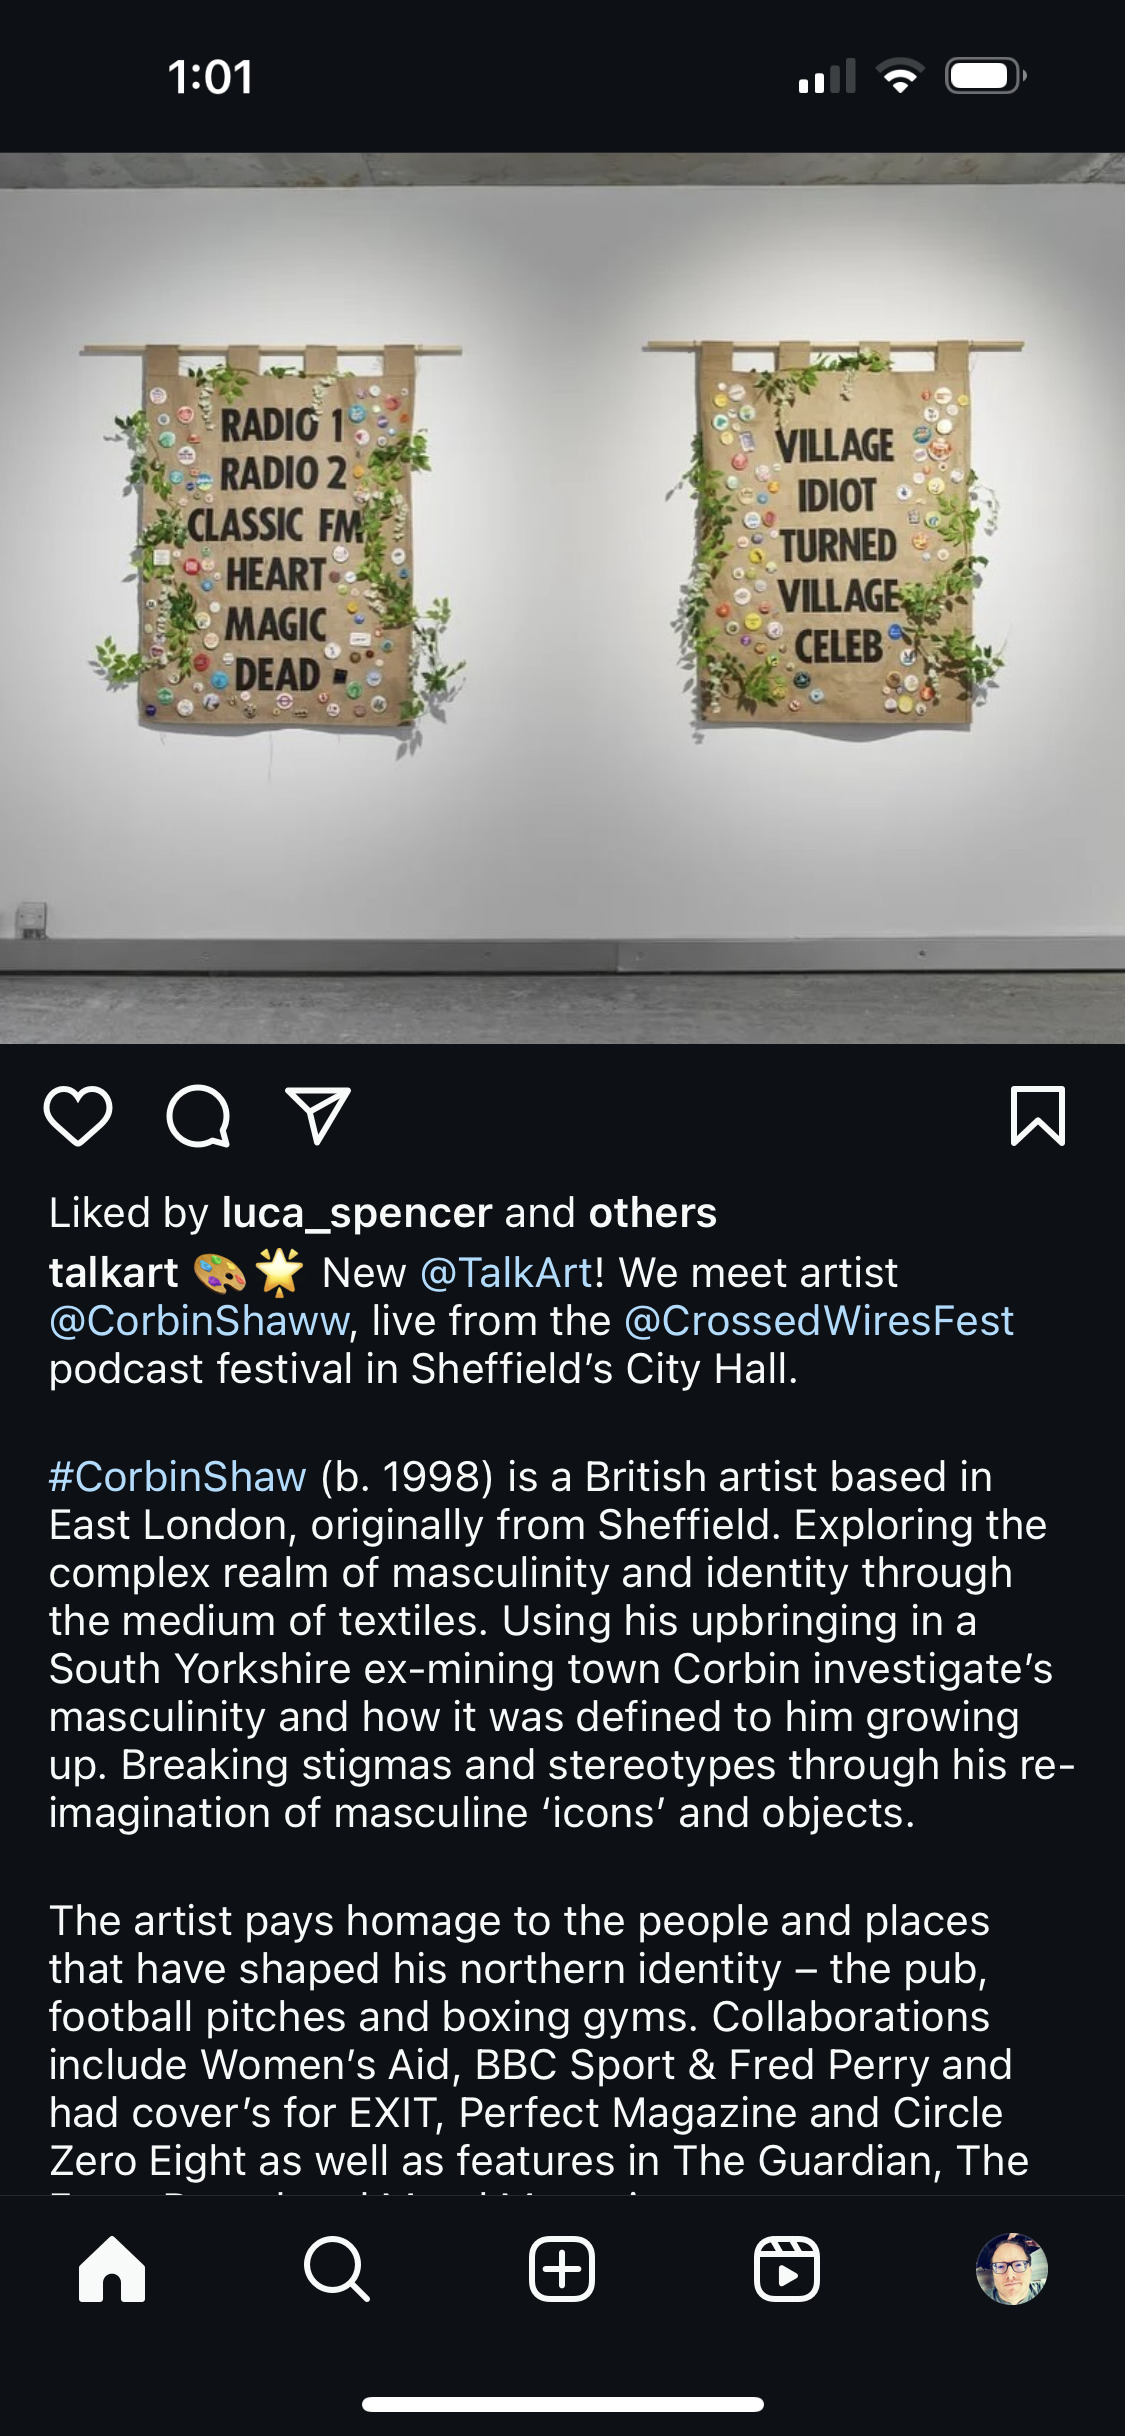 1:01
RADIO 1
RADIO 2
CLASSIC FM
HEART
MAGIC
DEAD
VILLAGE
IDIOT
TURNED
VILLAGE
CELEB
Liked by luca_spencer and others
talkart 🎨🌟 New @TalkArt! We meet artist
@CorbinShaww, live from the @CrossedWiresFest
podcast festival in Sheffield’s City Hall.
#CorbinShaw (b. 1998) is a British artist based in
East London, originally from Sheffield. Exploring the
complex realm of masculinity and identity through
the medium of textiles. Using his upbringing in a
South Yorkshire ex-mining town Corbin investigate’s
masculinity and how it was defined to him growing
up. Breaking stigmas and stereotypes through his re-
imagination of masculine ‘icons’ and objects.
The artist pays homage to the people and places
that have shaped his northern identity – the pub,
football pitches and boxing gyms. Collaborations
include Women’s Aid, BBC Sport & Fred Perry and
had cover’s for EXIT, Perfect Magazine and Circle
Zero Eight as well as features in The Guardian, The